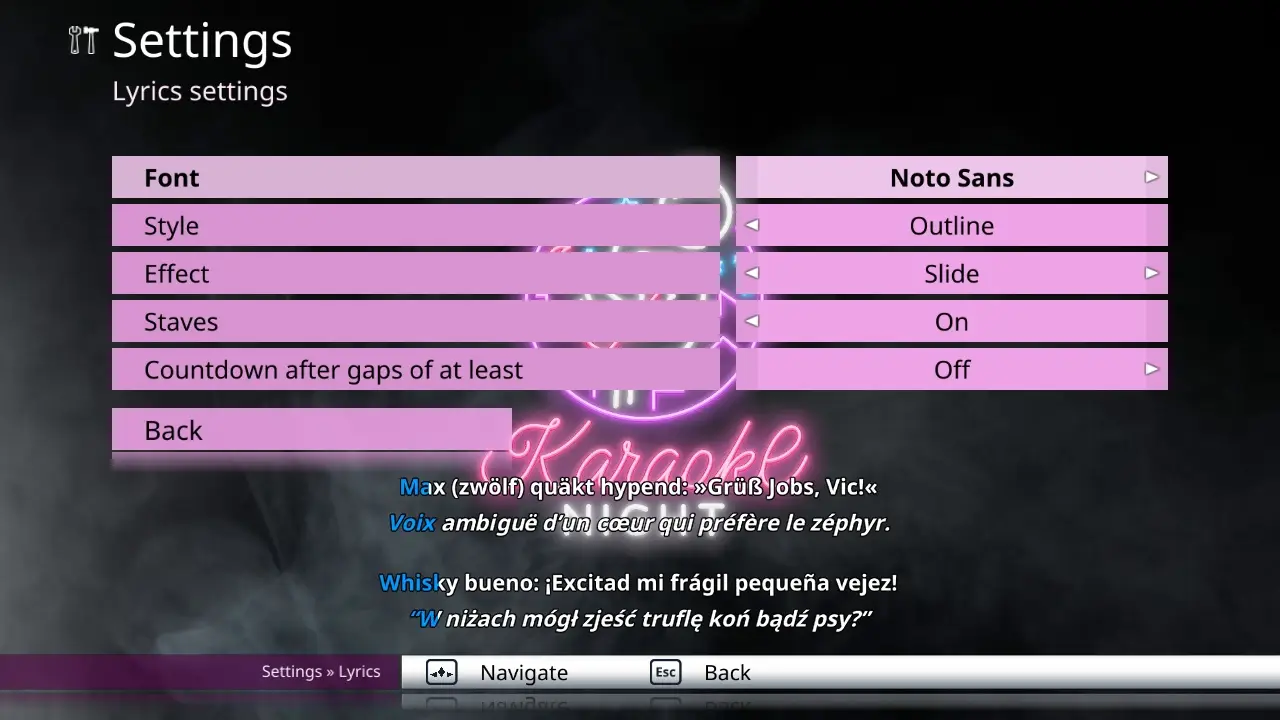 Settings
Lyrics settings
Font Noto Sans
Style Outline
Effect Slide
Staves On
Countdown after gaps of at least Off
Back
Karaoke
Max (zwölf) quäkt hypend: »Grüß Jobs, Vic!«
NIGHT
Voix ambiguë d’un cœur qui préfère le zéphyr.
Whisky bueno: ¡Excitad mi frágil pequeña vejez!
“W niżach mógł zjeść truflę koń bądź psy?”
Settings » Lyrics Navigate Esc Back